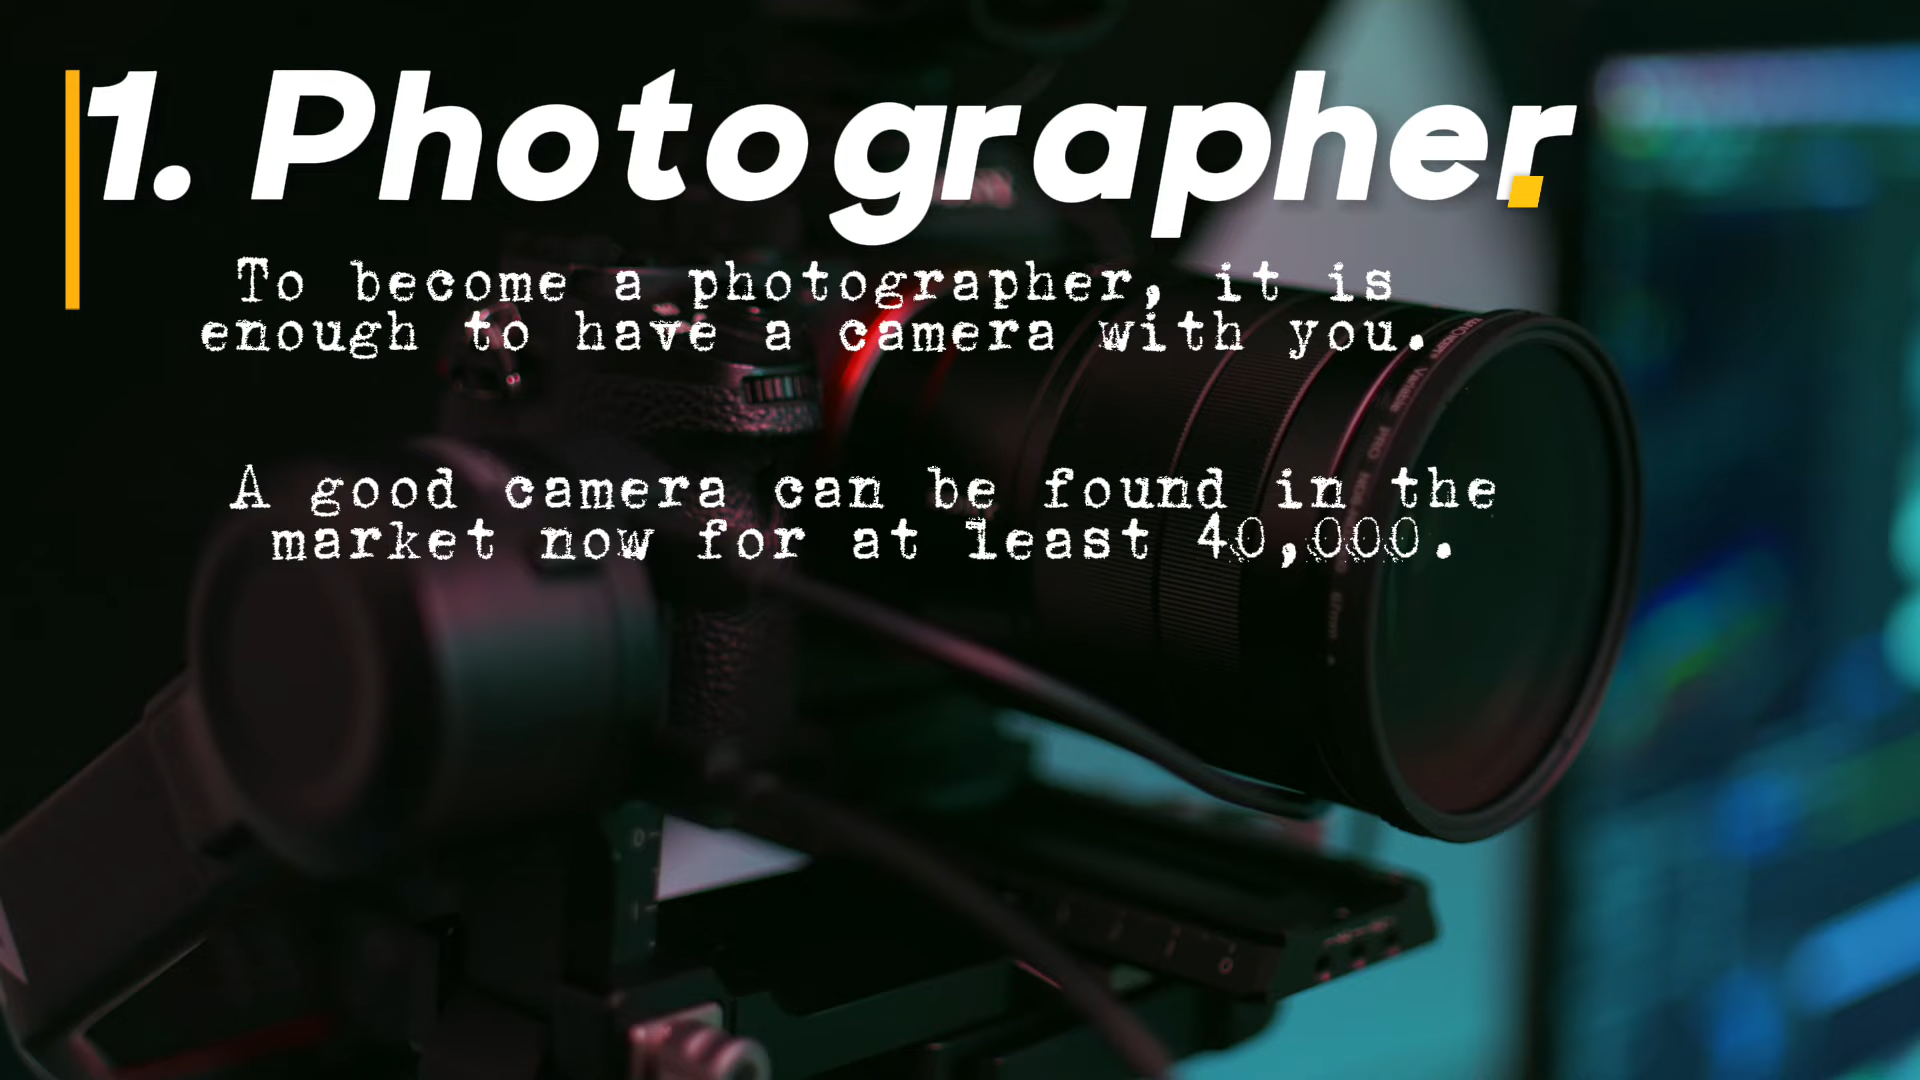 1. Photographer.
To become a photographer, it is
enough to have a camera with you.
A good camera can be found in the
market now for at least 40,000.